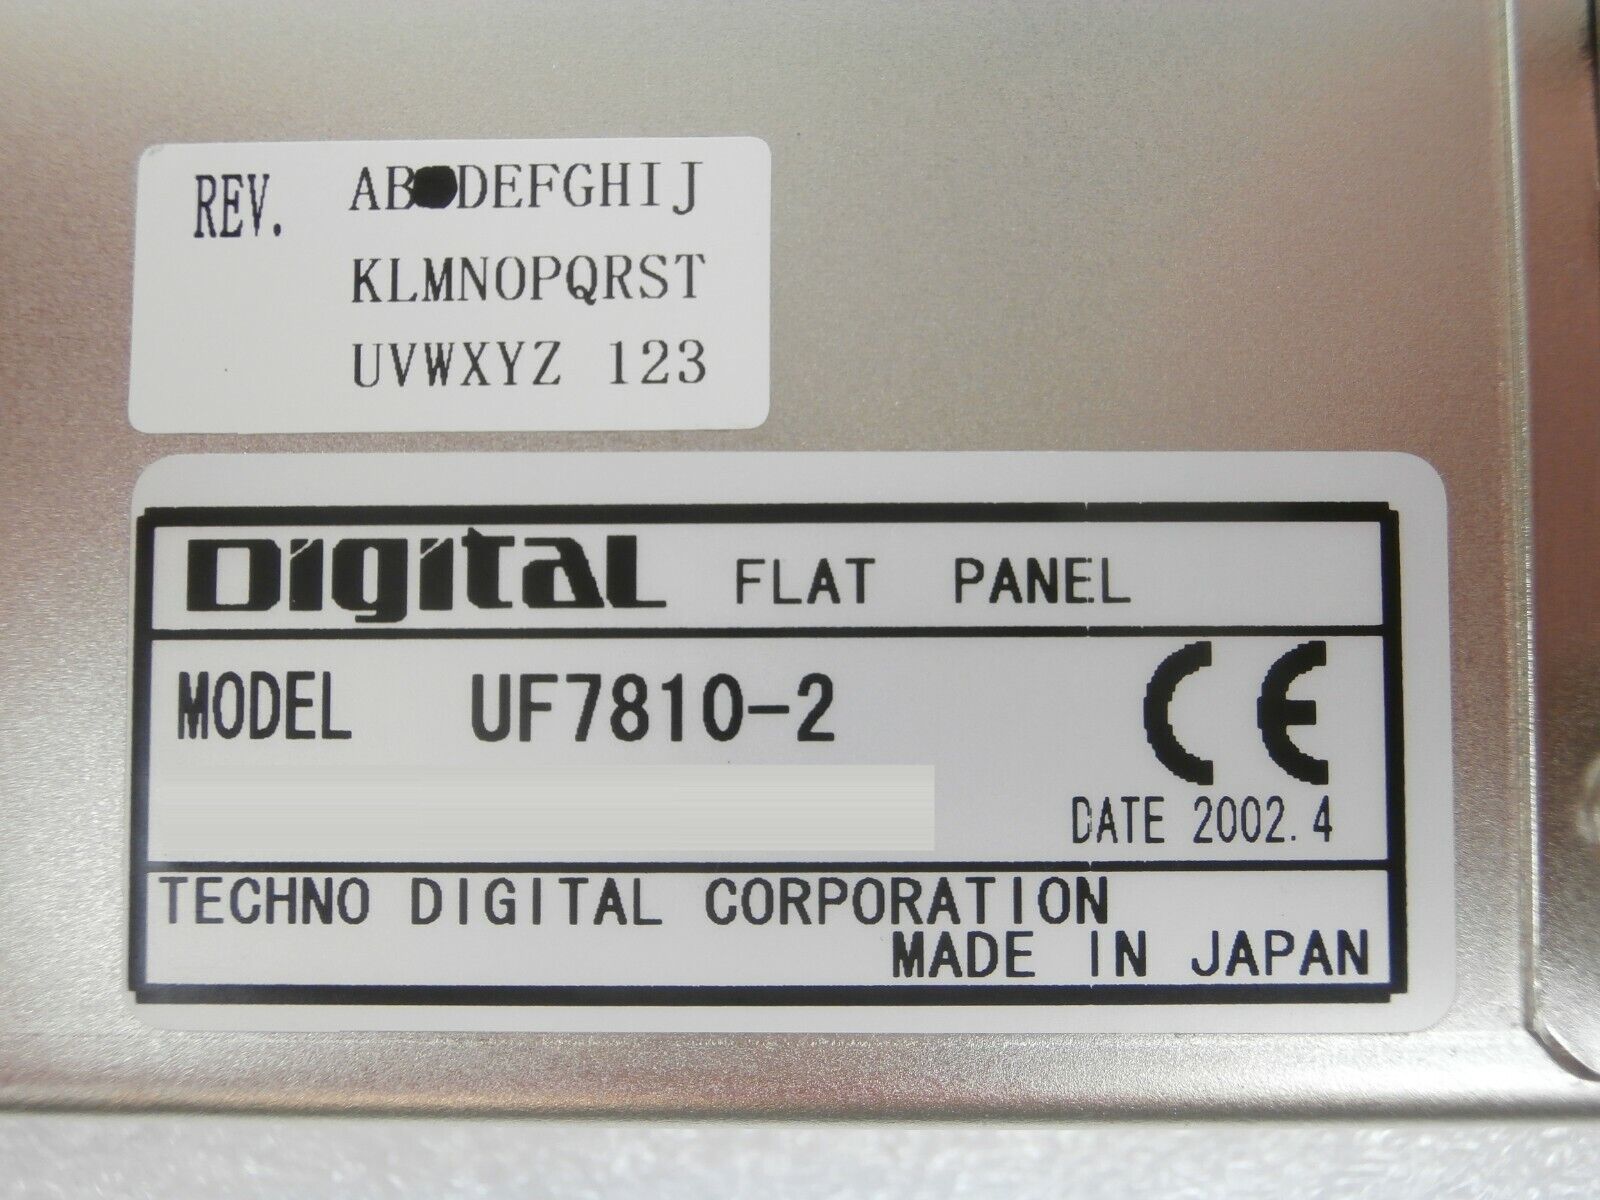 REV. AB DEFGHIJ
KLMNOPQRST
UVWXYZ 123
Digital FLAT PANEL
MODEL UF7810-2
CE
DATE 2002.4
TECHNO DIGITAL CORPORATION
MADE IN JAPAN